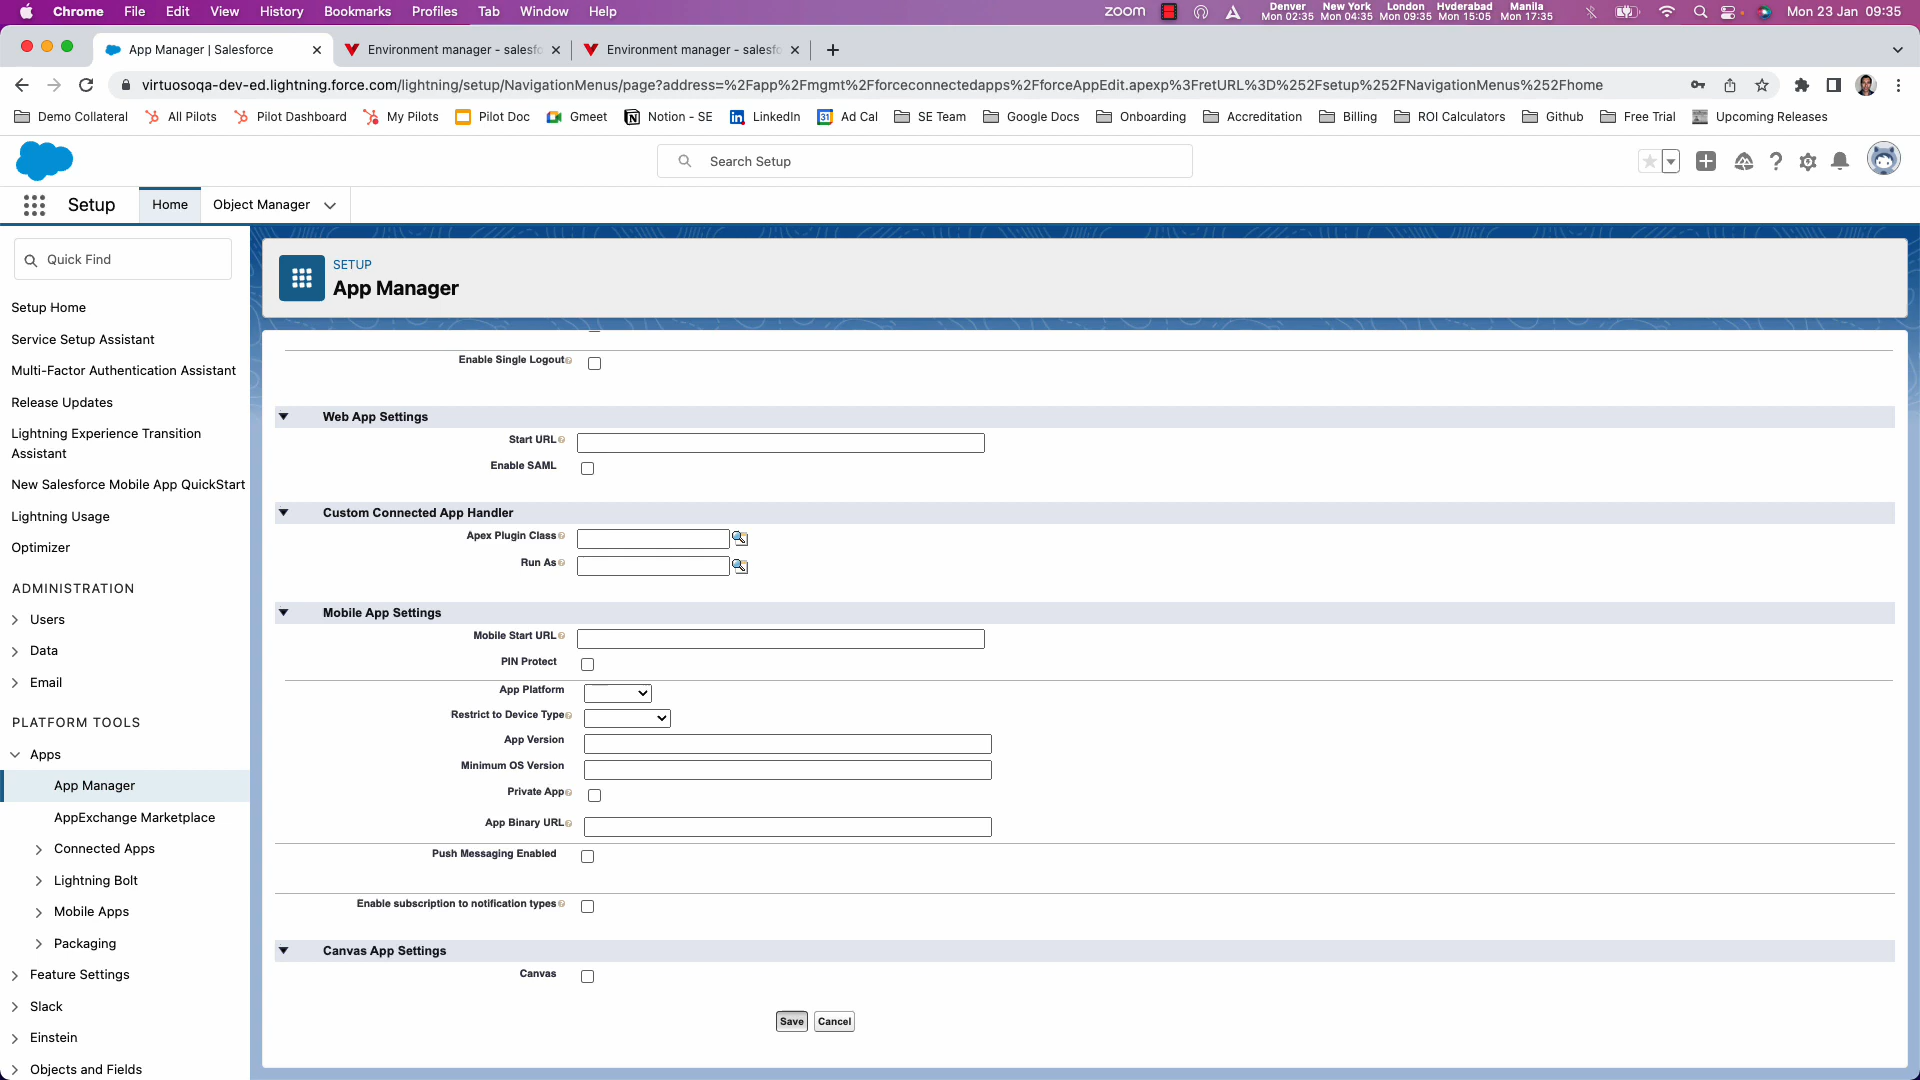 Chrome File Edit View History Bookmarks Profiles Tab Window Help
zoom Denver New York London Hyderabad Manila
Mon 02:35 Mon 04:35 Mon 09:35 Mon 15:05 Mon 17:35
Mon 23 Jan 09:35
App Manager | Salesforce
Environment manager - salesfo
Environment manager - salesfo
virtuosoqa-dev-ed.lightning.force.com/lightning/setup/NavigationMenus/page?address=%2Fapp%2Fmgmt%2Fforceconnectedapps%2FforceAppEdit.apexp%3FretURL%3D%252Fsetup%252FNavigationMenus%252Fhome
Demo Collateral All Pilots Pilot Dashboard My Pilots Pilot Doc Gmeet Notion - SE LinkedIn 31 Ad Cal SE Team Google Docs Onboarding Accreditation Billing ROI Calculators Github Free Trial Upcoming Releases
Search Setup
Setup Home Object Manager
Quick Find
Setup Home
Service Setup Assistant
Multi-Factor Authentication Assistant
Release Updates
Lightning Experience Transition
Assistant
New Salesforce Mobile App QuickStart
Lightning Usage
Optimizer
ADMINISTRATION
Users
Data
Email
PLATFORM TOOLS
Apps
App Manager
AppExchange Marketplace
Connected Apps
Lightning Bolt
Mobile Apps
Packaging
Feature Settings
Slack
Einstein
Objects and Fields
SETUP
App Manager
Enable Single Logout
Web App Settings
Start URL
Enable SAML
Custom Connected App Handler
Apex Plugin Class
Run As
Mobile App Settings
Mobile Start URL
PIN Protect
App Platform
Restrict to Device Type
App Version
Minimum OS Version
Private App
App Binary URL
Push Messaging Enabled
Enable subscription to notification types
Canvas App Settings
Canvas
Save Cancel